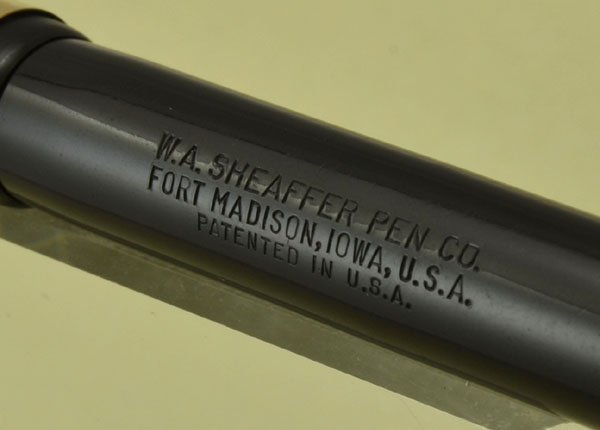 W.A. SHEAFFER PEN CO.
FORT MADISON, IOWA, U.S.A.
PATENTED IN U.S.A.